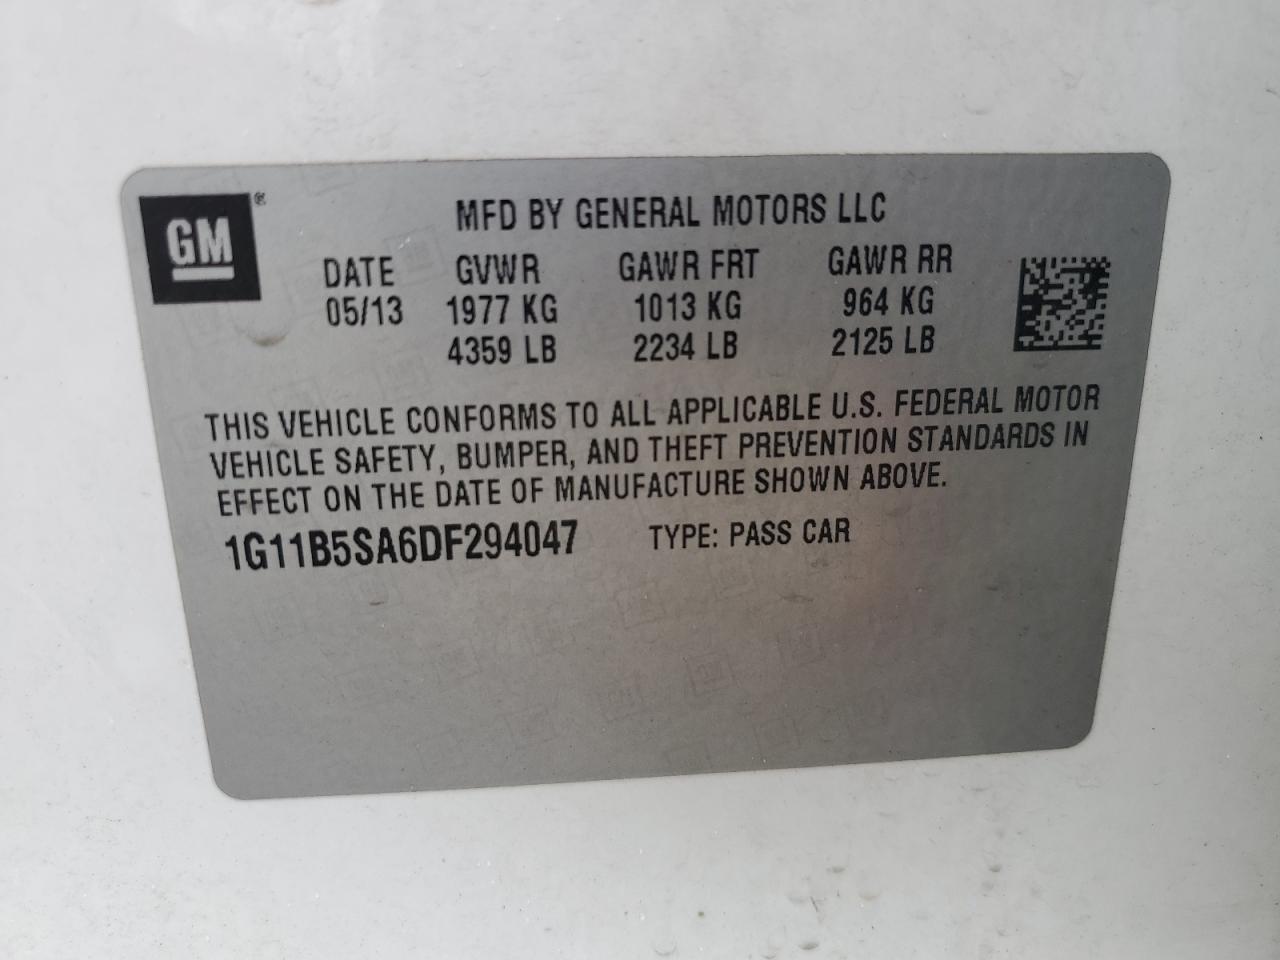 GM ®
MFD BY GENERAL MOTORS LLC
DATE GVWR GAWR FRT GAWR RR
05/13 1977 KG 1013 KG 964 KG
4359 LB 2234 LB 2125 LB
THIS VEHICLE CONFORMS TO ALL APPLICABLE U.S. FEDERAL MOTOR
VEHICLE SAFETY, BUMPER, AND THEFT PREVENTION STANDARDS IN
EFFECT ON THE DATE OF MANUFACTURE SHOWN ABOVE.
1G11B5SA6DF294047 TYPE: PASS CAR